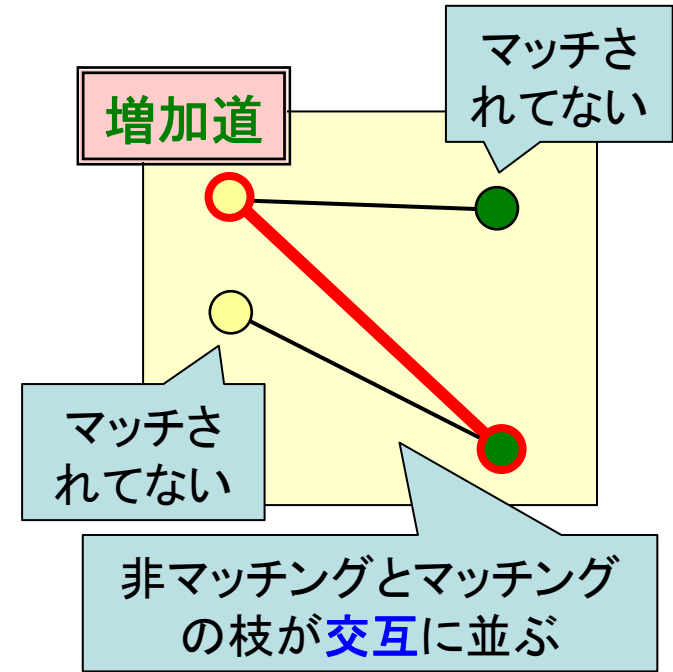 マッチさ
れてない
増加道
マッチさ
れてない
非マッチングとマッチング
の枝が交互に並ぶ